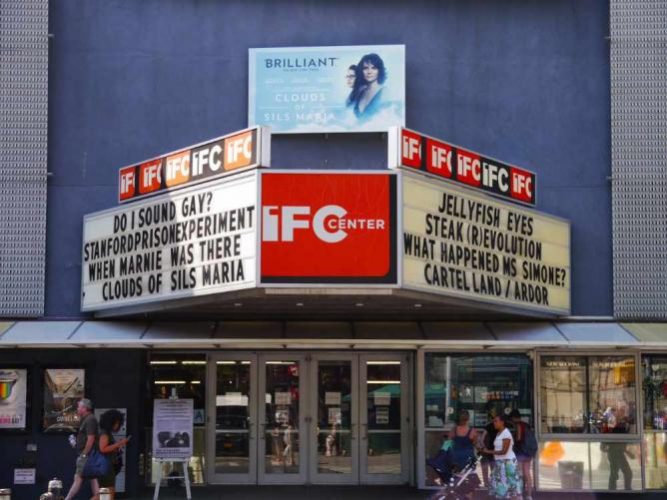 BRILLIANT
CLOUDS
OF
SILS MARIA
iFC iFC iFC iFC iFC
iFC iFC iFC iFC iFC
DO I SOUND GAY?
STANFORDPRISONEXPERIMENT
WHEN MARNIE WAS THERE
CLOUDS OF SILS MARIA
iFC CENTER
JELLYFISH EYES
STEAK (R)EVOLUTION
WHAT HAPPENED MS SIMONE?
CARTEL LAND / ARDOR